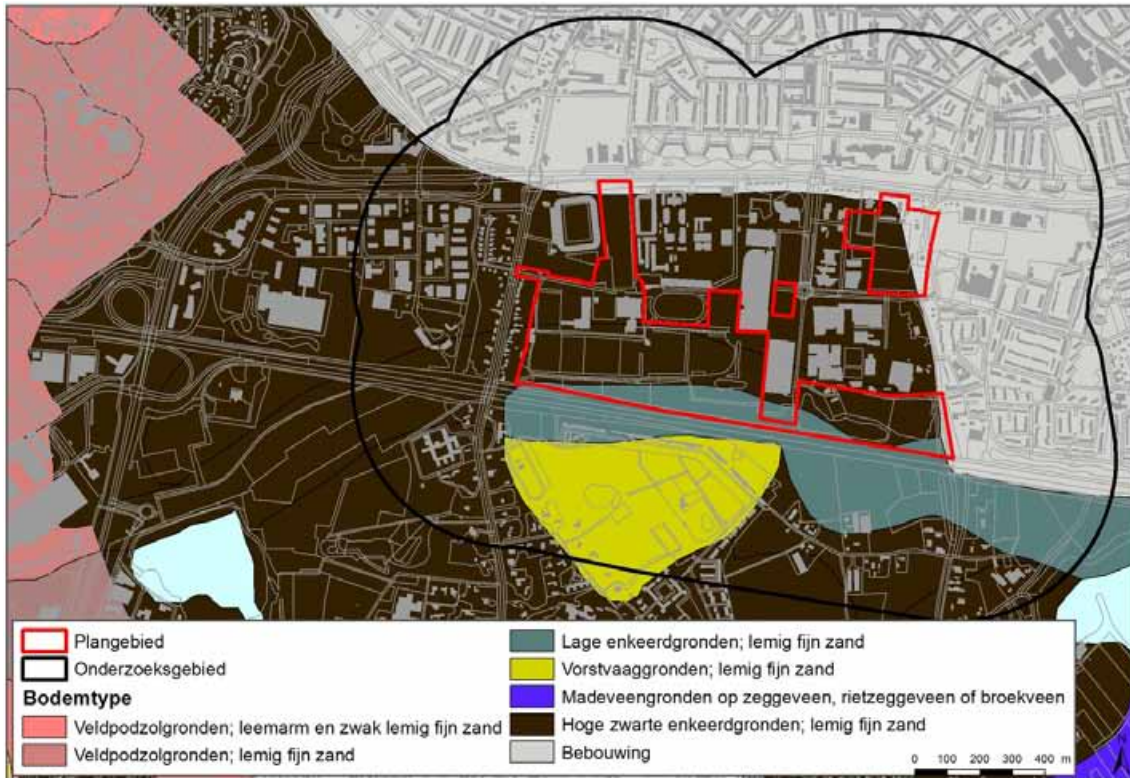 Plangebied
Onderzoeksgebied
Bodemtype
Veldpodzolgronden; leemarm en zwak lemig fijn zand
Veldpodzolgronden; lemig fijn zand
Lage enkeerdgronden; lemig fijn zand
Vorstvaaggronden; lemig fijn zand
Madeveengronden op zeggeveen, rietzeggeveen of broekveen
Hoge zwarte enkeerdgronden; lemig fijn zand
Bebouwing
0 100 200 300 400 m